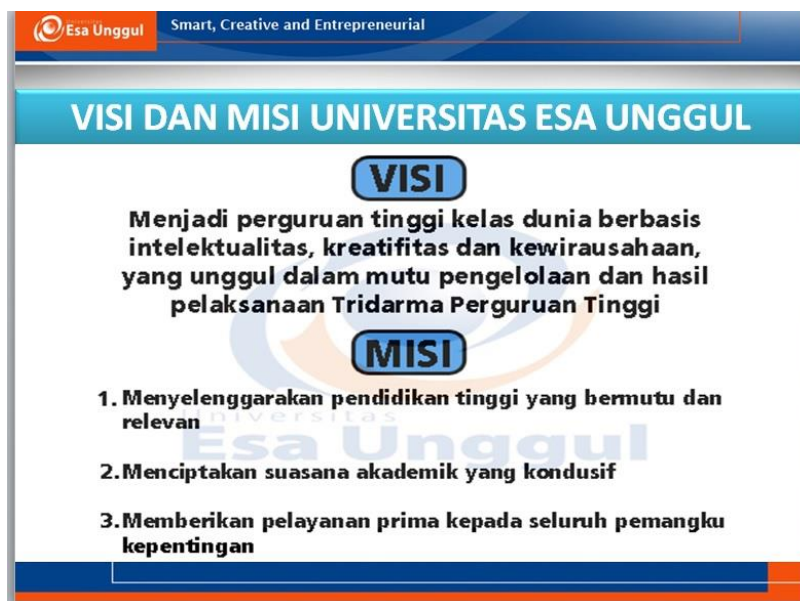 Universitas
Esa Unggul
Smart, Creative and Entrepreneurial
VISI DAN MISI UNIVERSITAS ESA UNGGUL
VISI
Menjadi perguruan tinggi kelas dunia berbasis
intelektualitas, kreatifitas dan kewirausahaan,
yang unggul dalam mutu pengelolaan dan hasil
pelaksanaan Tridarma Perguruan Tinggi
MISI
1. Menyelenggarakan pendidikan tinggi yang bermutu dan
relevan
Universitas
Esa Unggul
2. Menciptakan suasana akademik yang kondusif
3. Memberikan pelayanan prima kepada seluruh pemangku
kepentingan